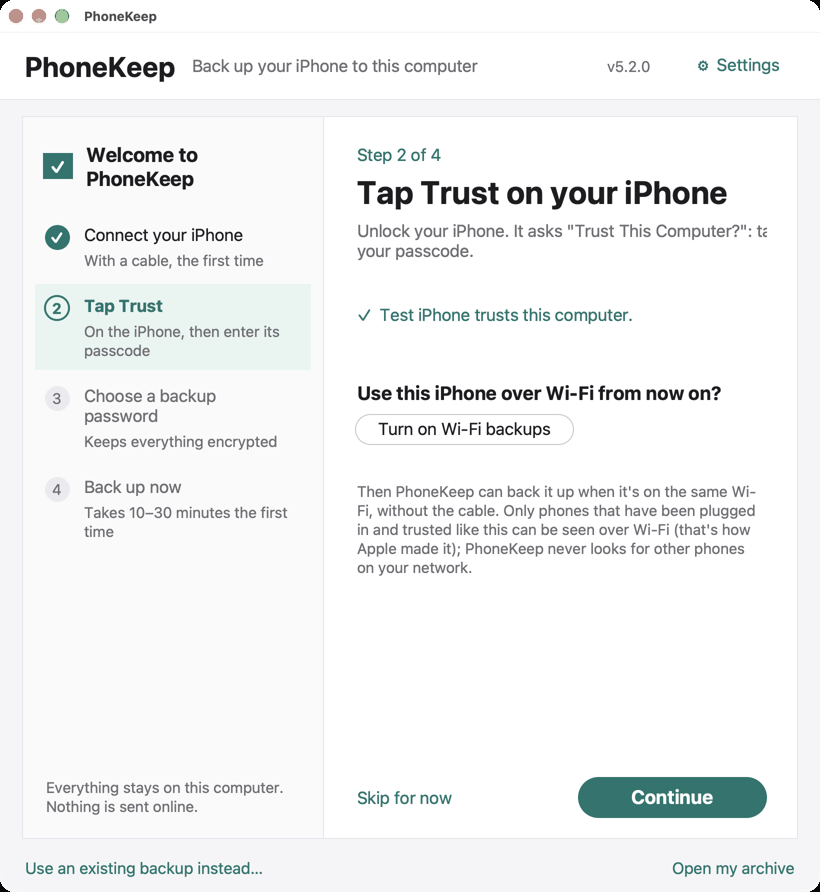 PhoneKeep
PhoneKeep Back up your iPhone to this computer v5.2.0 ⚙ Settings
Welcome to
PhoneKeep
Connect your iPhone
With a cable, the first time
2 Tap Trust
On the iPhone, then enter its
passcode
3 Choose a backup
password
Keeps everything encrypted
4 Back up now
Takes 10–30 minutes the first
time
Everything stays on this computer.
Nothing is sent online.
Step 2 of 4
Tap Trust on your iPhone
Unlock your iPhone. It asks "Trust This Computer?":
your passcode.
✓ Test iPhone trusts this computer.
Use this iPhone over Wi-Fi from now on?
Turn on Wi-Fi backups
Then PhoneKeep can back it up when it's on the same Wi-
Fi, without the cable. Only phones that have been plugged
in and trusted like this can be seen over Wi-Fi (that's how
Apple made it); PhoneKeep never looks for other phones
on your network.
Skip for now Continue
Use an existing backup instead... Open my archive